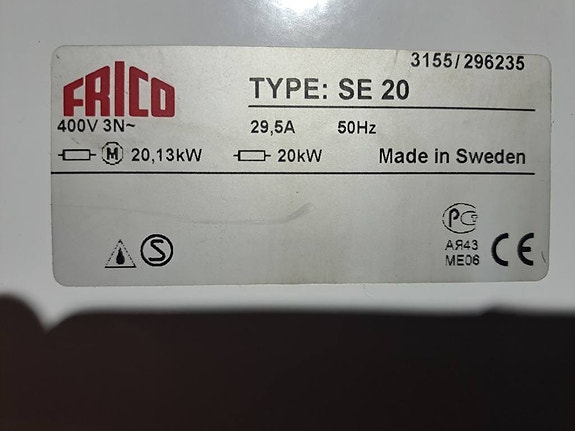 3155/296235
FRICO
TYPE: SE 20
400V 3N~ 29,5A 50Hz
M 20,13kW 20kW Made in Sweden
S
АЯ43
ME06 CE